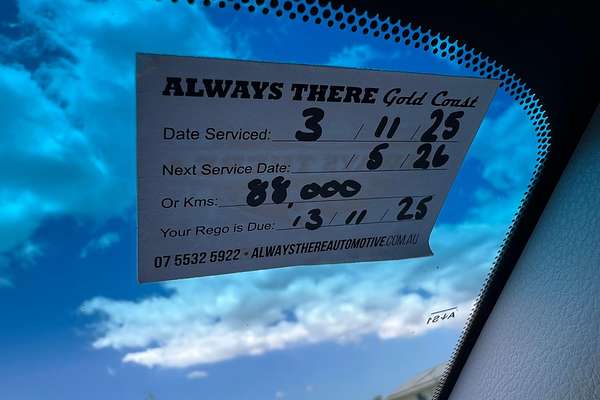 ALWAYS THERE Gold Coast
Date Serviced: 3 / 11 / 25
Next Service Date: / 5 / 26
Or Kms: 88,000
Your Rego is Due: 13 / 11 / 25
07 5532 5922 • ALWAYSTHEREAUTOMOTIVE.COM.AU